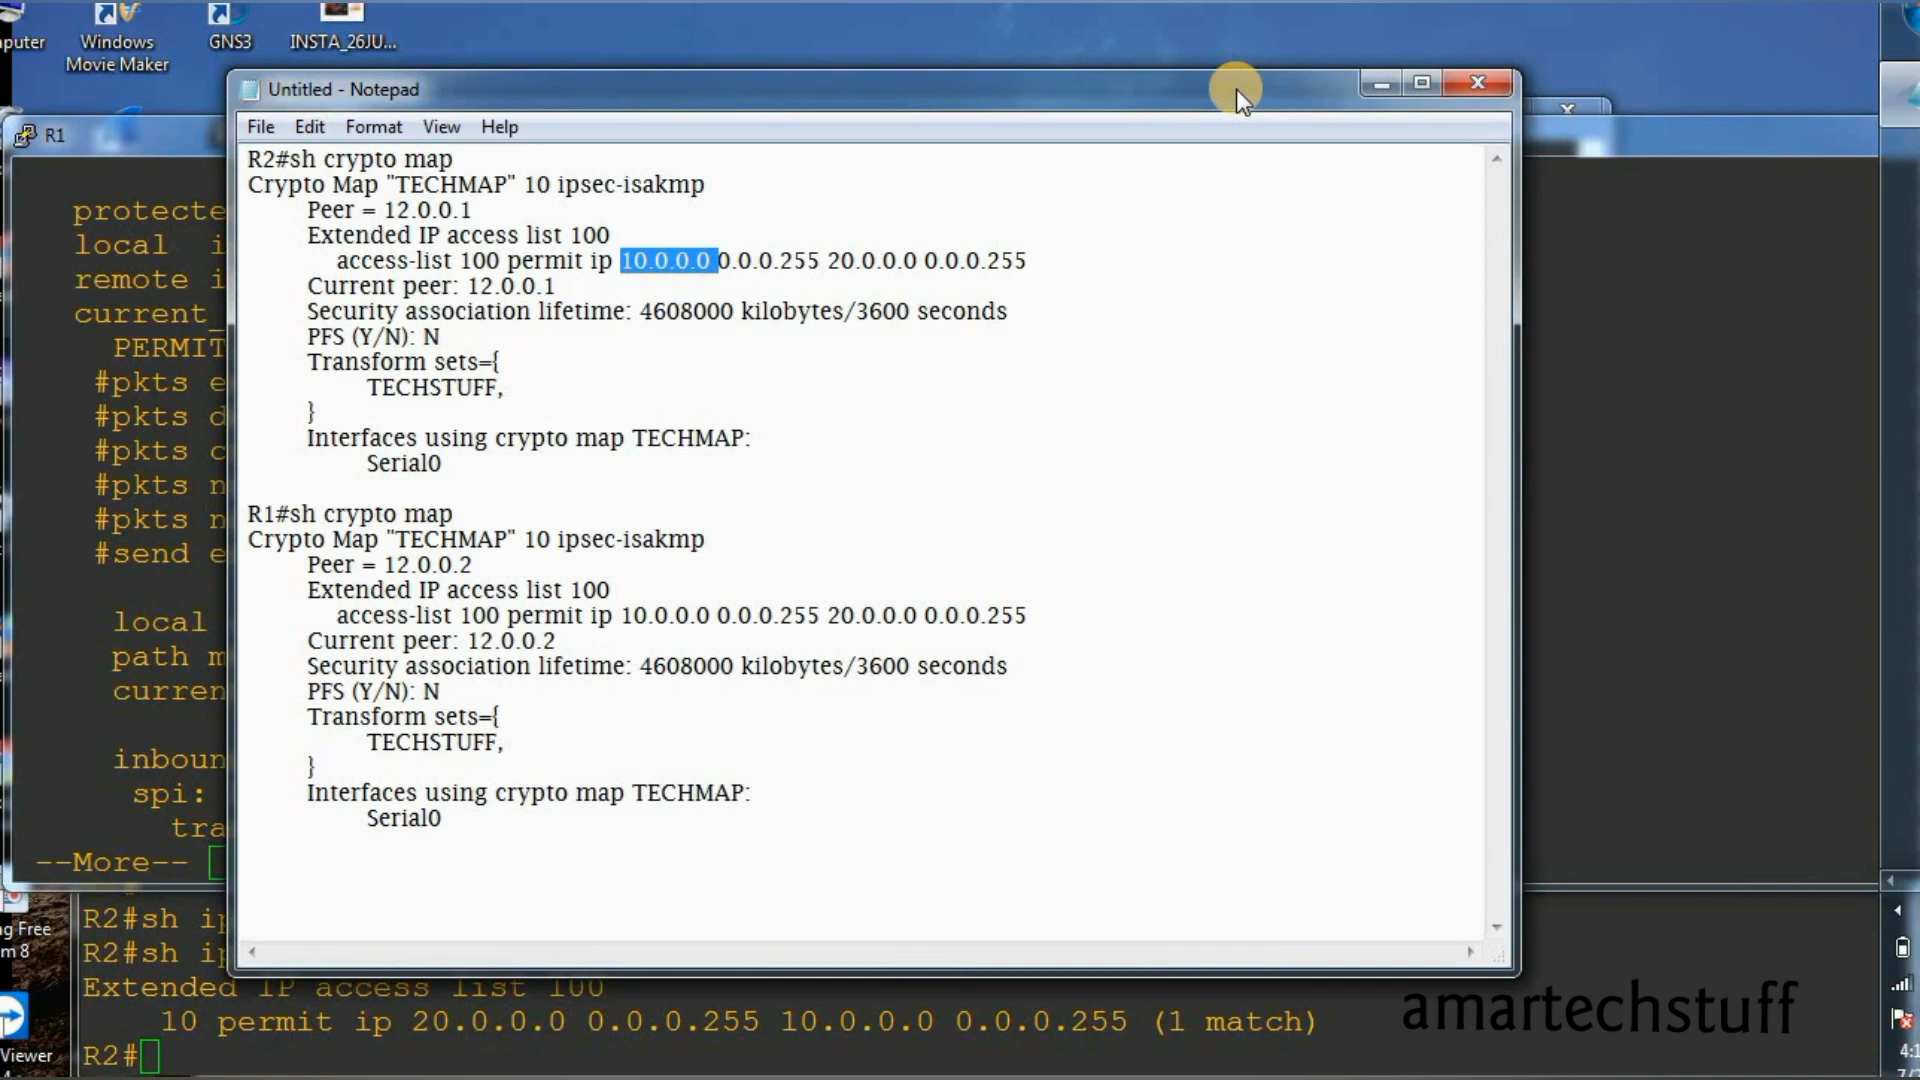 puter
Windows
Movie Maker
GNS3
INSTA_26JU...
Untitled - Notepad
R1
File Edit Format View Help
R2#sh crypto map
Crypto Map "TECHMAP" 10 ipsec-isakmp
Peer = 12.0.0.1
Extended IP access list 100
access-list 100 permit ip 10.0.0.0 0.0.0.255 20.0.0.0 0.0.0.255
Current peer: 12.0.0.1
Security association lifetime: 4608000 kilobytes/3600 seconds
PFS (Y/N): N
Transform sets={
TECHSTUFF,
}
Interfaces using crypto map TECHMAP:
Serial0
R1#sh crypto map
Crypto Map "TECHMAP" 10 ipsec-isakmp
Peer = 12.0.0.2
Extended IP access list 100
access-list 100 permit ip 10.0.0.0 0.0.0.255 20.0.0.0 0.0.0.255
Current peer: 12.0.0.2
Security association lifetime: 4608000 kilobytes/3600 seconds
PFS (Y/N): N
Transform sets={
TECHSTUFF,
}
Interfaces using crypto map TECHMAP:
Serial0
protecte
local i
remote i
current_
PERMIT
#pkts e
#pkts d
#pkts c
#pkts n
#pkts n
#send e
local
path m
curren
inboun
spi:
tra
--More--
R2#sh ip
R2#sh ip
Extended IP access list 100
10 permit ip 20.0.0.0 0.0.0.255 10.0.0.0 0.0.0.255 (1 match)
R2#
ng Free
m 8
Viewer
amartechstuff
4:1